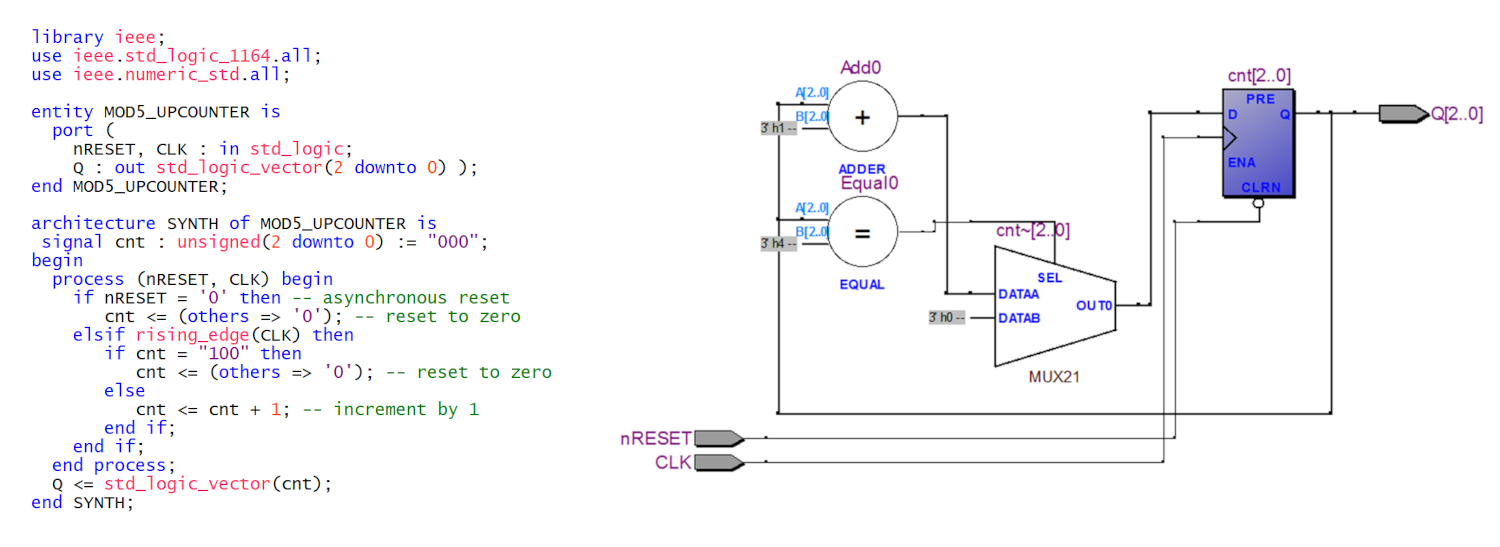 library ieee;
use ieee.std_logic_1164.all;
use ieee.numeric_std.all;
entity MOD5_UPCOUNTER is
port (
nRESET, CLK : in std_logic;
Q : out std_logic_vector(2 downto 0) );
end MOD5_UPCOUNTER;
architecture SYNTH of MOD5_UPCOUNTER is
signal cnt : unsigned(2 downto 0) := "000";
begin
process (nRESET, CLK) begin
if nRESET = '0' then -- asynchronous reset
cnt <= (others => '0'); -- reset to zero
elsif rising_edge(CLK) then
if cnt = "100" then
cnt <= (others => '0'); -- reset to zero
else
cnt <= cnt + 1; -- increment by 1
end if;
end if;
end process;
Q <= std_logic_vector(cnt);
end SYNTH;
Add0
A[2..0]
B[2..0]
3' h1 --
+
ADDER
Equal0
A[2..0]
B[2..0]
3' h4 --
=
EQUAL
cnt~[2..0]
SEL
DATAA
OUT0
3' h0 --
DATAB
MUX21
cnt[2..0]
PRE
D
Q
ENA
CLRN
Q[2..0]
nRESET
CLK